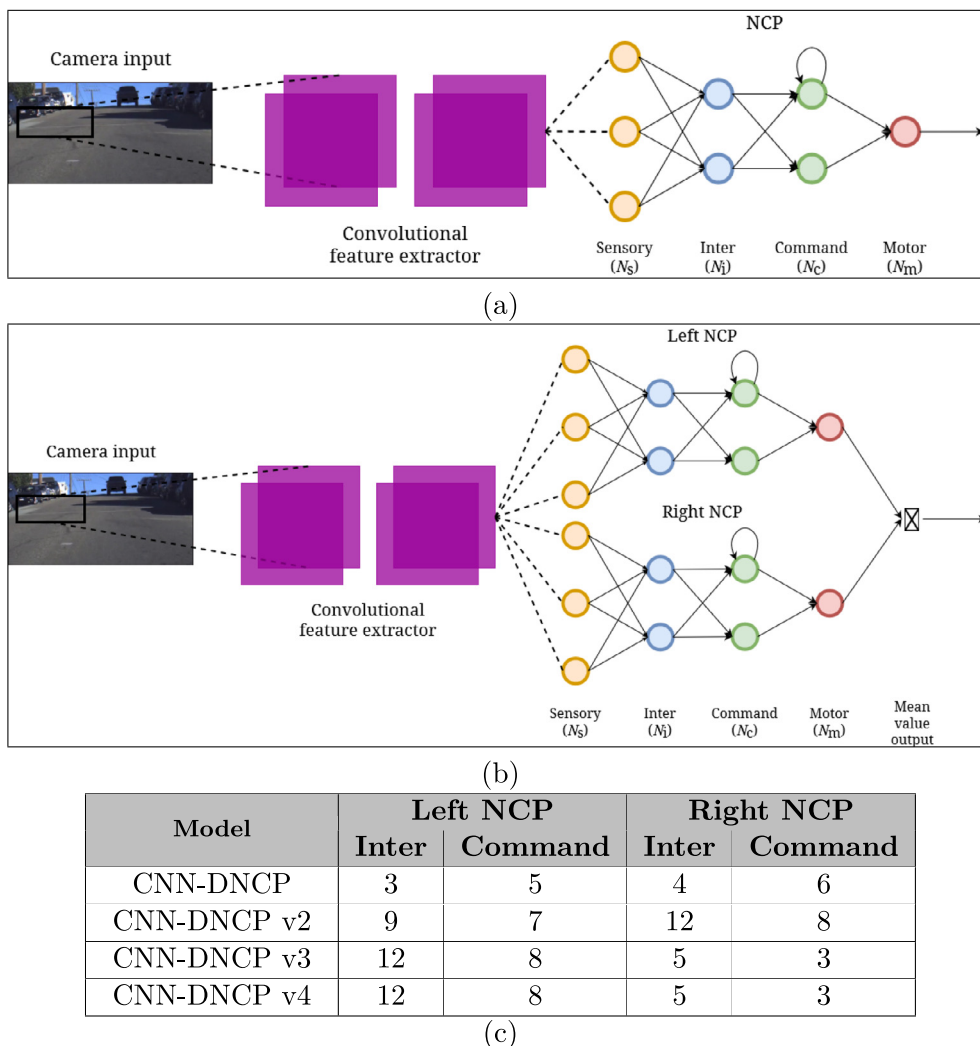 NCP
Camera input
Convolutional
feature extractor
Sensory
(Ns)
Inter
(Ni)
Command
(Nc)
Motor
(Nm)
(a)
Left NCP
Camera input
Right NCP
Convolutional
feature extractor
Sensory
(Ns)
Inter
(Ni)
Command
(Nc)
Motor
(Nm)
Mean
value
output
(b)
Model Left NCP Right NCP
Inter Command Inter Command
CNN-DNCP 3 5 4 6
CNN-DNCP v2 9 7 12 8
CNN-DNCP v3 12 8 5 3
CNN-DNCP v4 12 8 5 3
(c)